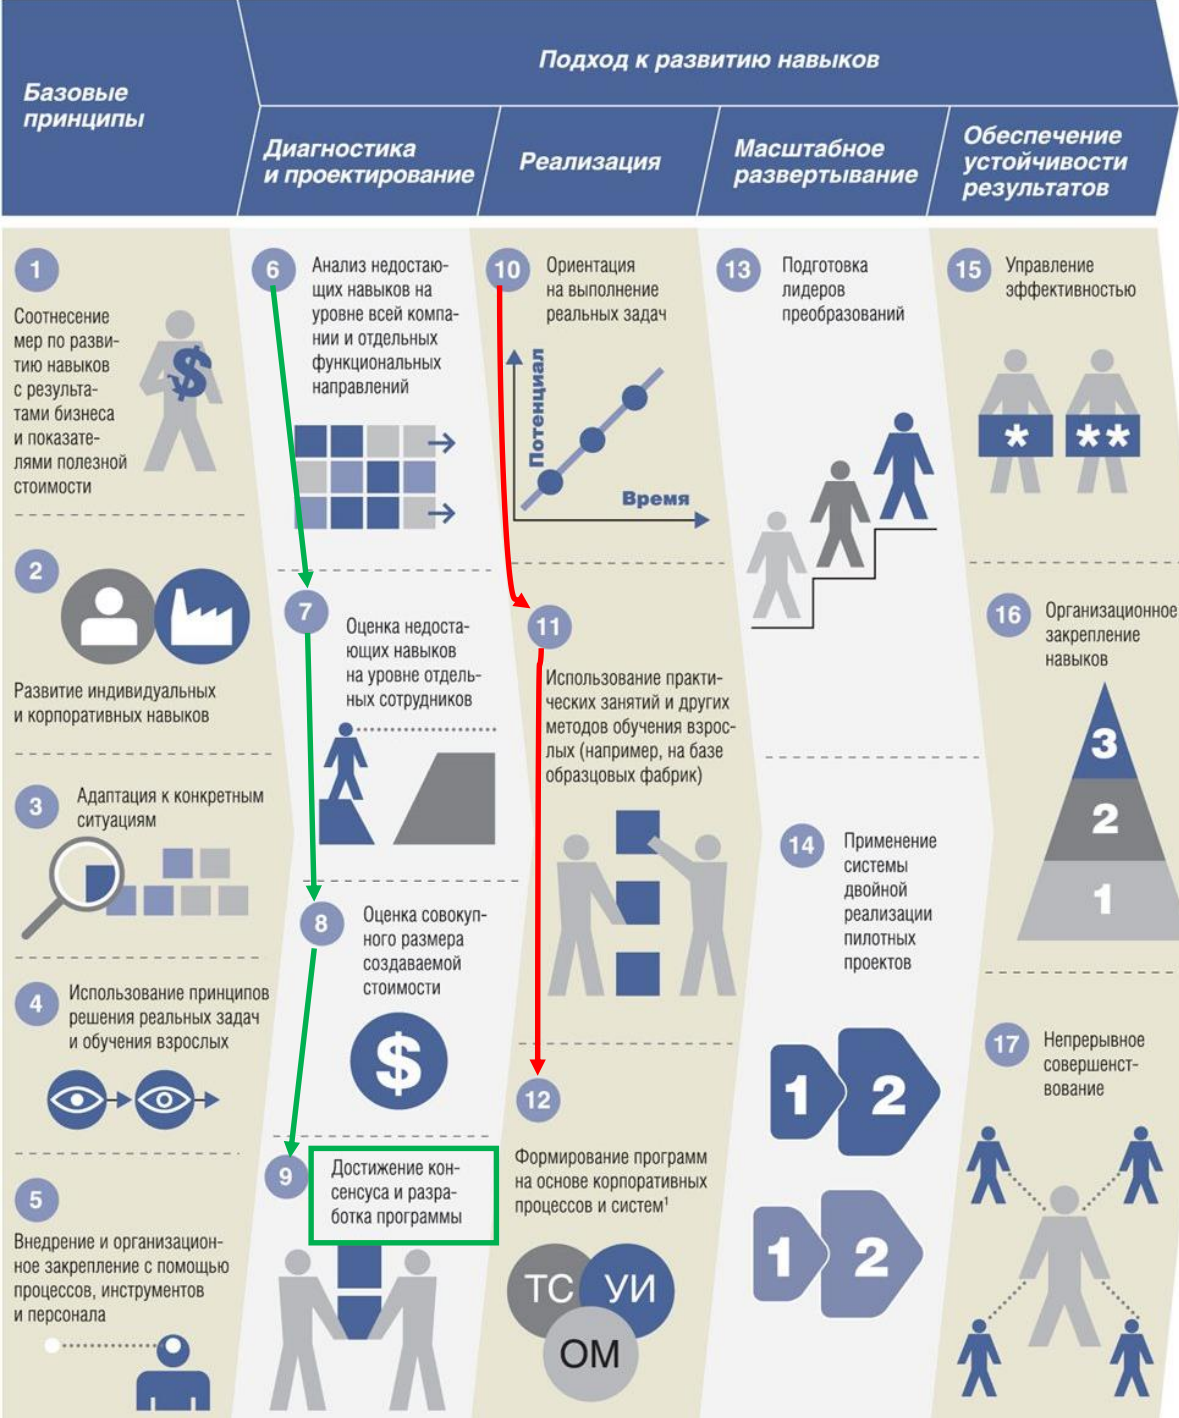 Базовые
принципы
Подход к развитию навыков
Диагностика
и проектирование
Реализация
Масштабное
развертывание
Обеспечение
устойчивости
результатов
1
Соотнесение
мер по разви-
тию навыков
с результа-
тами бизнеса
и показате-
лями полезной
стоимости
$
2
Развитие индивидуальных
и корпоративных навыков
3
Адаптация к конкретным
ситуациям
4
Использование принципов
решения реальных задач
и обучения взрослых
5
Внедрение и организацион-
ное закрепление с помощью
процессов, инструментов
и персонала
6
Анализ недостаю-
щих навыков на
уровне всей компа-
нии и отдельных
функциональных
направлений
7
Оценка недоста-
ющих навыков
на уровне отдель-
ных сотрудников
8
Оценка совокуп-
ного размера
создаваемой
стоимости
$
9
Достижение кон-
сенсуса и разра-
ботка программы
10
Ориентация
на выполнение
реальных задач
Потенциал
Время
11
Использование практи-
ческих занятий и других
методов обучения взрос-
лых (например, на базе
образцовых фабрик)
12
Формирование программ
на основе корпоративных
процессов и систем¹
ТС УИ
ОМ
13
Подготовка
лидеров
преобразований
14
Применение
системы
двойной
реализации
пилотных
проектов
1 2
1 2
15
Управление
эффективностью
* **
16
Организационное
закрепление
навыков
3
2
1
17
Непрерывное
совершенст-
вование